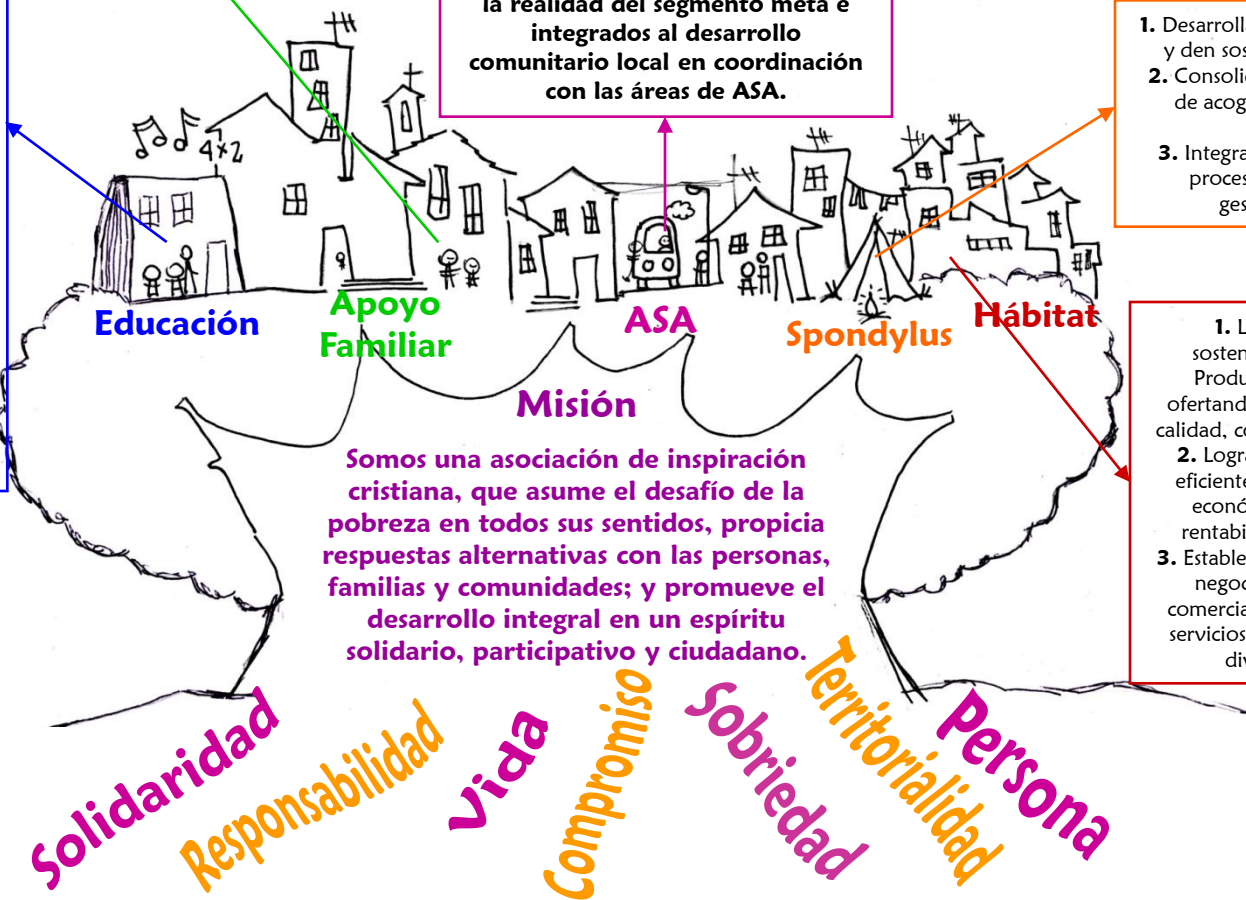 la realidad del segmento meta e
integrados al desarrollo
comunitario local en coordinación
con las áreas de ASA.
1. Desarroll
y den sos
2. Consoli
de acog
3. Integra
proces
ges
4x2
Educación
Apoyo
Familiar
ASA
Spondylus
Hábitat
1. L
sosten
Produ
ofertand
calidad, co
2. Logra
eficiente
econó
rentabi
3. Estable
negoc
comercia
servicios
div
Misión
Somos una asociación de inspiración
cristiana, que asume el desafío de la
pobreza en todos sus sentidos, propicia
respuestas alternativas con las personas,
familias y comunidades; y promueve el
desarrollo integral en un espíritu
solidario, participativo y ciudadano.
Solidaridad
Responsabilidad
Vida
Compromiso
Sobriedad
Territorialidad
Persona